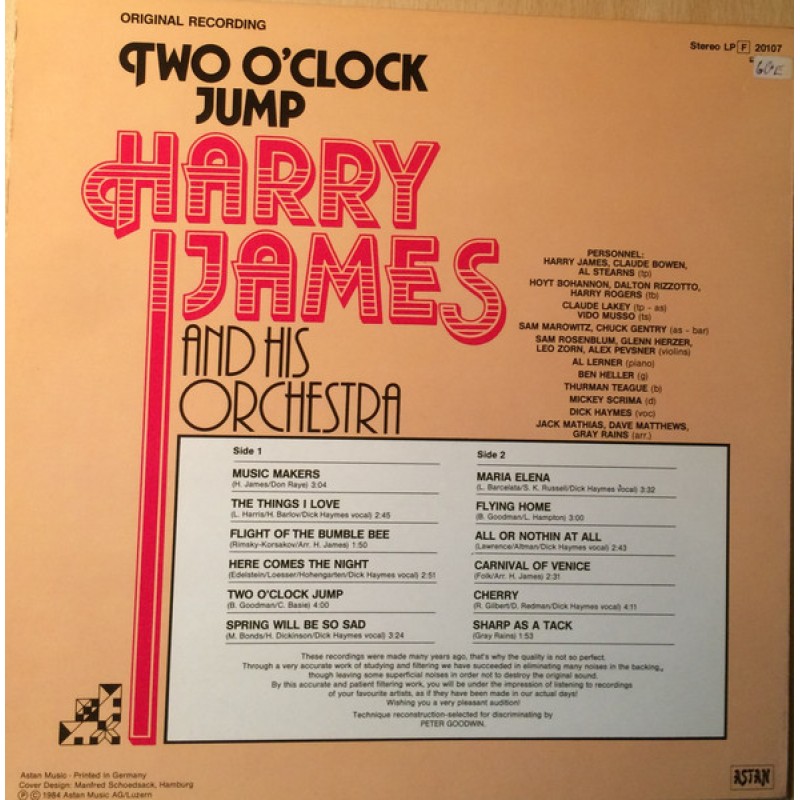 ORIGINAL RECORDING
Stereo LP F 20107
60E
TWO O'CLOCK
JUMP
HARRY
JAMES
AND HIS
ORCHESTRA
PERSONNEL:
HARRY JAMES, CLAUDE BOWEN,
AL STEARNS (tp)
HOYT BOHANNON, DALTON RIZZOTTO,
HARRY ROGERS (tb)
CLAUDE LAKEY (tp - as)
VIDO MUSSO (ts)
SAM MAROWITZ, CHUCK GENTRY (as - bar)
SAM ROSENBLUM, GLENN HERZER,
LEO ZORN, ALEX PEVSNER (violins)
AL LERNER (piano)
BEN HELLER (g)
THURMAN TEAGUE (b)
MICKEY SCRIMA (d)
DICK HAYMES (voc)
JACK MATHIAS, DAVE MATTHEWS,
GRAY RAINS (arr.)
Side 1
MUSIC MAKERS
(H. James/Don Raye) 3:04
THE THINGS I LOVE
(L. Harris/H. Barlov/Dick Haymes vocal) 2:45
FLIGHT OF THE BUMBLE BEE
(Rimsky-Korsakov/Arr. H. James) 1:50
HERE COMES THE NIGHT
(Edelstein/Loesser/Hohengarten/Dick Haymes vocal) 2:51
TWO O'CLOCK JUMP
(B. Goodman/C. Basie) 4:00
SPRING WILL BE SO SAD
(M. Bonds/H. Dickinson/Dick Haymes vocal) 3:24
Side 2
MARIA ELENA
(L. Barcelata/S. K. Russell/Dick Haymes vocal) 3:32
FLYING HOME
(B. Goodman/L. Hampton) 3:00
ALL OR NOTHIN AT ALL
(Lawrence/Altman/Dick Haymes vocal) 2:43
CARNIVAL OF VENICE
(Folk/Arr. H. James) 2:31
CHERRY
(R. Gilbert/D. Redman/Dick Haymes vocal) 4:11
SHARP AS A TACK
(Gray Rains) 1:53
These recordings were made many years ago, that's why the quality is not so perfect.
Through a very accurate work of studying and filtering we have succeeded in eliminating many noises in the backing,
though leaving some superficial noises in order not to destroy the original sound.
By this accurate and patient filtering work, you will be under the impression of listening to recordings
of your favourite artists, as if they have been made in our actual days!
Wishing you a very pleasant audition!
Technique reconstruction-selected for discriminating by
PETER GOODWIN.
Astan Music · Printed in Germany
Cover Design: Manfred Schoedsack, Hamburg
Ⓟ Ⓒ 1984 Astan Music AG/Luzern
ASTAN